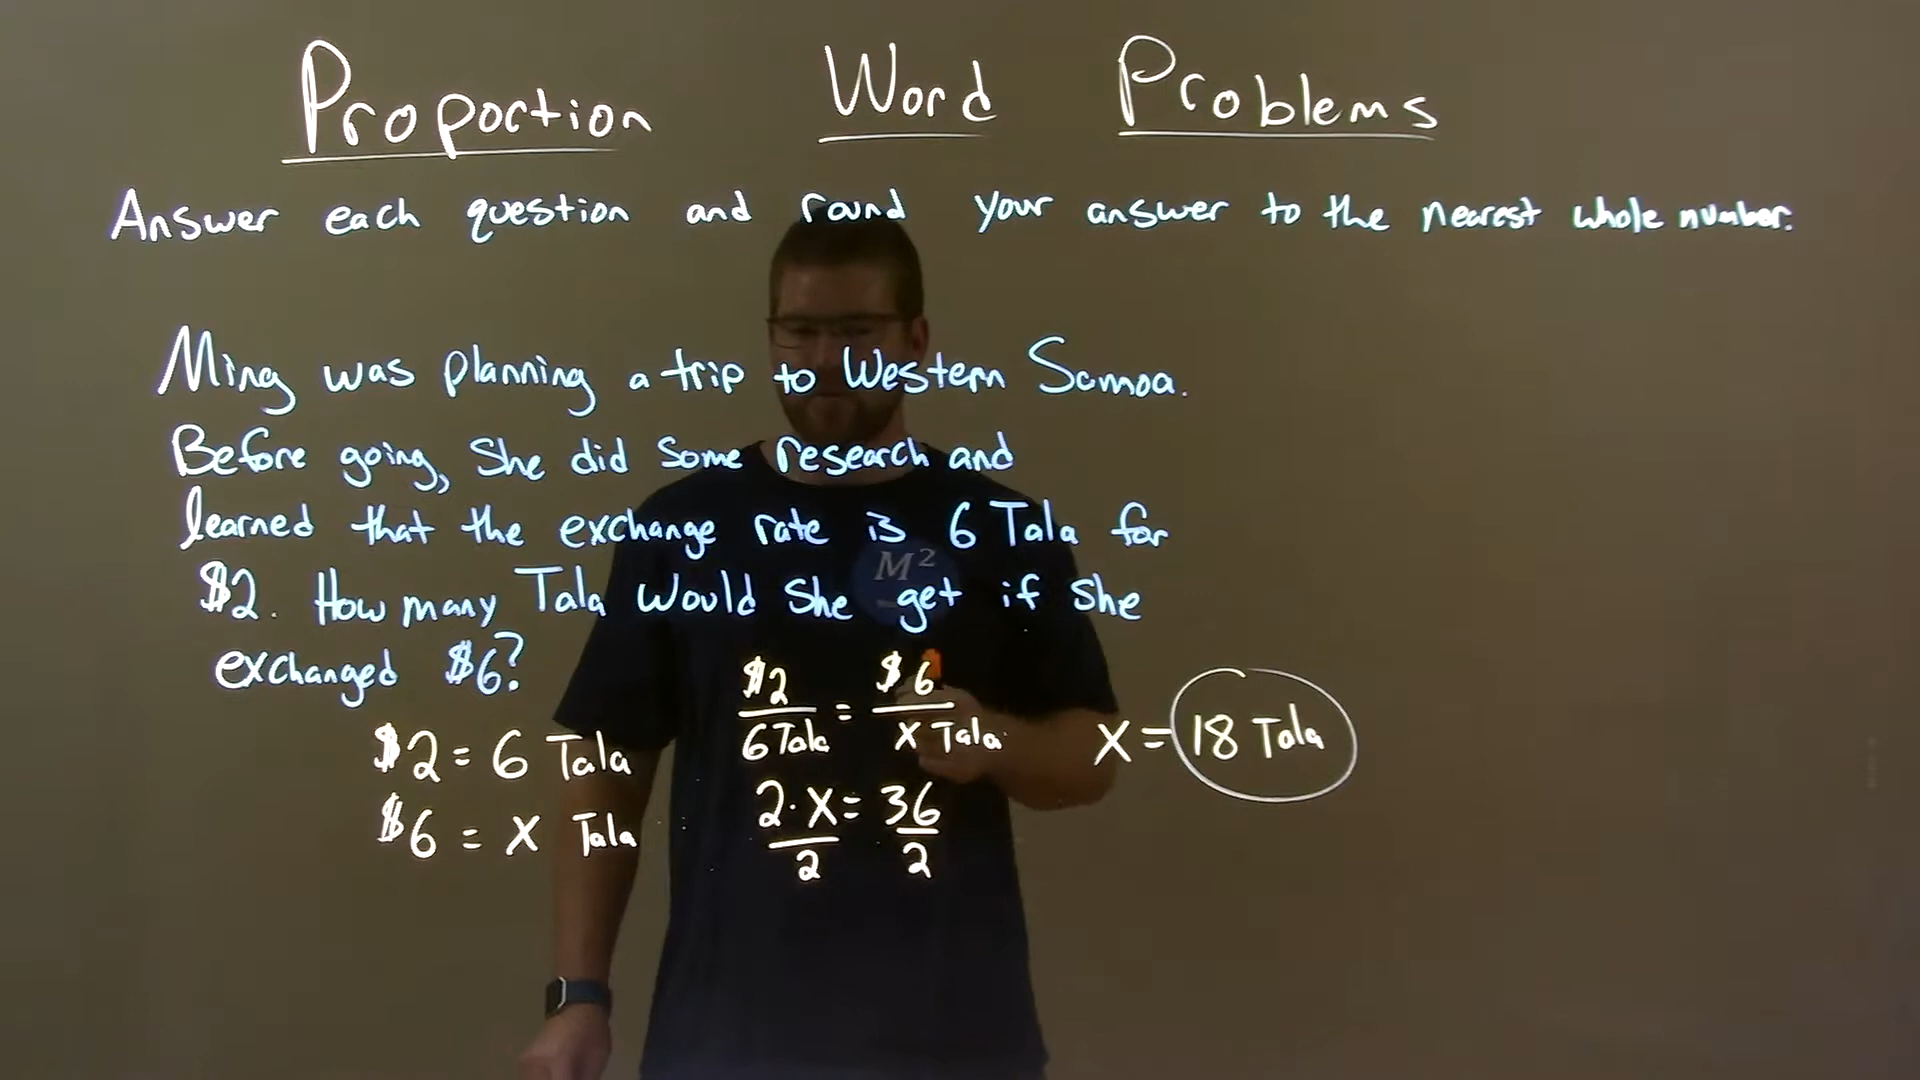 Proportion Word Problems
Answer each question and round your answer to the nearest whole number.
Ming was planning a trip to Western Samoa.
Before going, She did some research and
learned that the exchange rate is 6 Tala for
$2. How many Tala would she get if she
exchanged $6?
$2 = 6 Tala
$6 = x Tala
$2/6 Tala = $6/x Tala
2·x/2 = 36/2
x = 18 Tala
M²